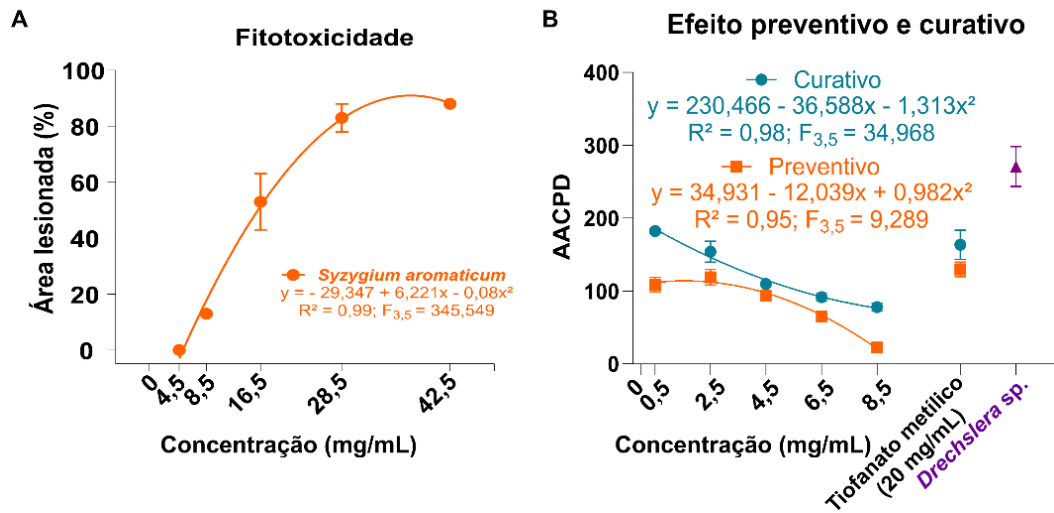 A
Fitotoxicidade
Área lesionada (%)
100
80
60
40
20
0
Syzygium aromaticum
y = - 29,347 + 6,221x - 0,08x²
R² = 0,99; F3,5 = 345,549
0
4,5
8,5
16,5
28,5
42,5
Concentração (mg/mL)
B
Efeito preventivo e curativo
AACPD
400
300
200
100
0
Curativo
y = 230,466 - 36,588x - 1,313x²
R² = 0,98; F3,5 = 34,968
Preventivo
y = 34,931 - 12,039x + 0,982x²
R² = 0,95; F3,5 = 9,289
0
0,5
2,5
4,5
6,5
8,5
Tiofanato metílico
(20 mg/mL)
Drechslera sp.
Concentração (mg/mL)